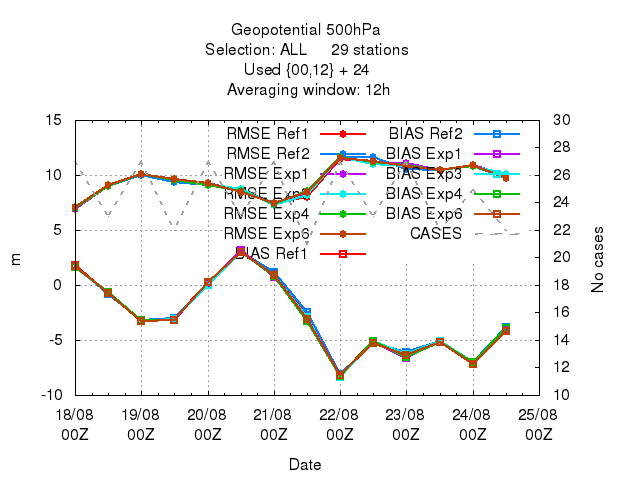 Geopotential 500hPa
Selection: ALL     29 stations
Used {00,12} + 24
Averaging window: 12h
15 30
28
10 26
24
5 22
20
0 18
16
-5 14
12
-10 10
RMSE Ref1 BIAS Ref2
RMSE Ref2 BIAS Exp1
RMSE Exp1 BIAS Exp3
RMSE Exp3 BIAS Exp4
RMSE Exp4 BIAS Exp6
RMSE Exp6 CASES
BIAS Ref1
m
No cases
18/08 19/08 20/08 21/08 22/08 23/08 24/08 25/08
00Z 00Z 00Z 00Z 00Z 00Z 00Z 00Z
Date